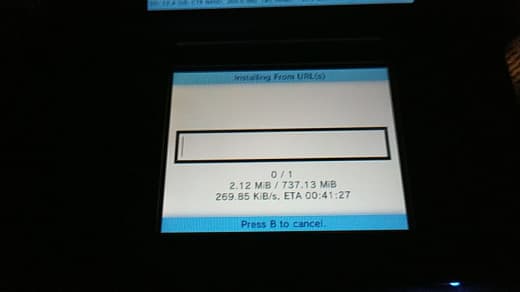 Installing From URL(s)
0 / 1
2.12 MiB / 737.13 MiB
269.85 KiB/s, ETA 00:41:27
Press B to cancel.